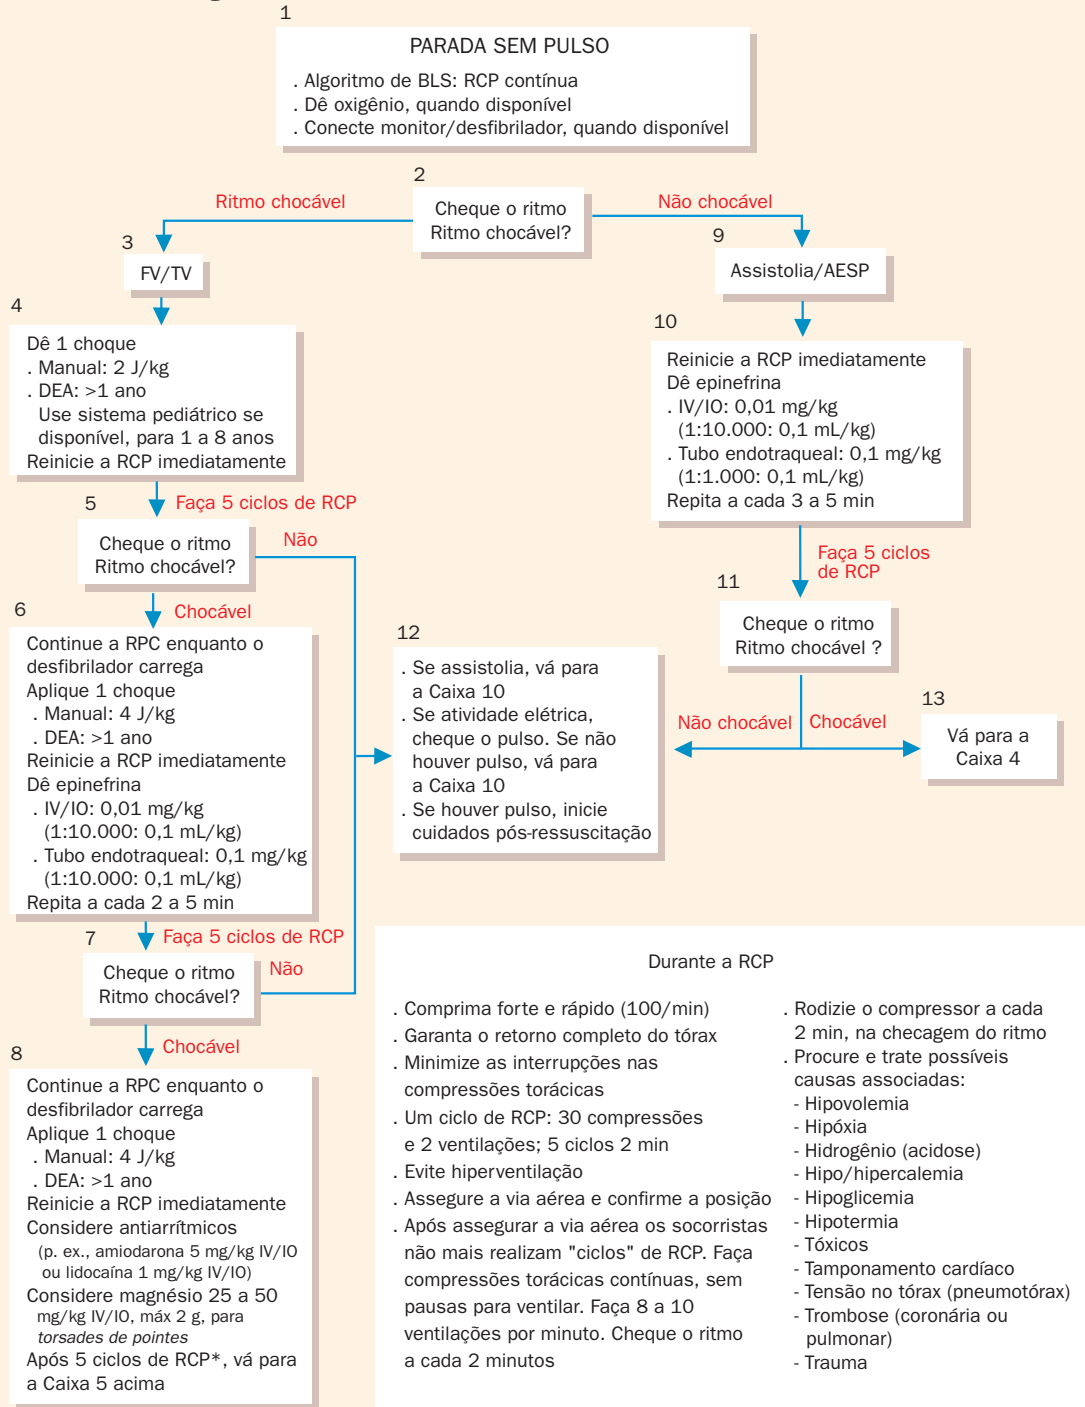 1
PARADA SEM PULSO
. Algoritmo de BLS: RCP contínua
. Dê oxigênio, quando disponível
. Conecte monitor/desfibrilador, quando disponível
2
Cheque o ritmo
Ritmo chocável?
Ritmo chocável
Não chocável
3
FV/TV
4
Dê 1 choque
. Manual: 2 J/kg
. DEA: >1 ano
Use sistema pediátrico se
disponível, para 1 a 8 anos
Reinicie a RCP imediatamente
Faça 5 ciclos de RCP
5
Cheque o ritmo
Ritmo chocável?
Não
Chocável
6
Continue a RPC enquanto o
desfibrilador carrega
Aplique 1 choque
. Manual: 4 J/kg
. DEA: >1 ano
Reinicie a RCP imediatamente
Dê epinefrina
. IV/IO: 0,01 mg/kg
(1:10.000: 0,1 mL/kg)
. Tubo endotraqueal: 0,1 mg/kg
(1:10.000: 0,1 mL/kg)
Repita a cada 2 a 5 min
Faça 5 ciclos de RCP
7
Cheque o ritmo
Ritmo chocável?
Não
Chocável
8
Continue a RPC enquanto o
desfibrilador carrega
Aplique 1 choque
. Manual: 4 J/kg
. DEA: >1 ano
Reinicie a RCP imediatamente
Considere antiarrítmicos
(p. ex., amiodarona 5 mg/kg IV/IO
ou lidocaína 1 mg/kg IV/IO)
Considere magnésio 25 a 50
mg/kg IV/IO, máx 2 g, para
torsades de pointes
Após 5 ciclos de RCP*, vá para
a Caixa 5 acima
9
Assistolia/AESP
10
Reinicie a RCP imediatamente
Dê epinefrina
. IV/IO: 0,01 mg/kg
(1:10.000: 0,1 mL/kg)
. Tubo endotraqueal: 0,1 mg/kg
(1:1.000: 0,1 mL/kg)
Repita a cada 3 a 5 min
Faça 5 ciclos
de RCP
11
Cheque o ritmo
Ritmo chocável ?
Não chocável
Chocável
12
. Se assistolia, vá para
a Caixa 10
. Se atividade elétrica,
cheque o pulso. Se não
houver pulso, vá para
a Caixa 10
. Se houver pulso, inicie
cuidados pós-ressuscitação
13
Vá para a
Caixa 4
Durante a RCP
. Comprima forte e rápido (100/min)
. Garanta o retorno completo do tórax
. Minimize as interrupções nas
compressões torácicas
. Um ciclo de RCP: 30 compressões
e 2 ventilações; 5 ciclos 2 min
. Evite hiperventilação
. Assegure a via aérea e confirme a posição
. Após assegurar a via aérea os socorristas
não mais realizam "ciclos" de RCP. Faça
compressões torácicas contínuas, sem
pausas para ventilar. Faça 8 a 10
ventilações por minuto. Cheque o ritmo
a cada 2 minutos
. Rodizie o compressor a cada
2 min, na checagem do ritmo
. Procure e trate possíveis
causas associadas:
- Hipovolemia
- Hipóxia
- Hidrogênio (acidose)
- Hipo/hipercalemia
- Hipoglicemia
- Hipotermia
- Tóxicos
- Tamponamento cardíaco
- Tensão no tórax (pneumotórax)
- Trombose (coronária ou
pulmonar)
- Trauma